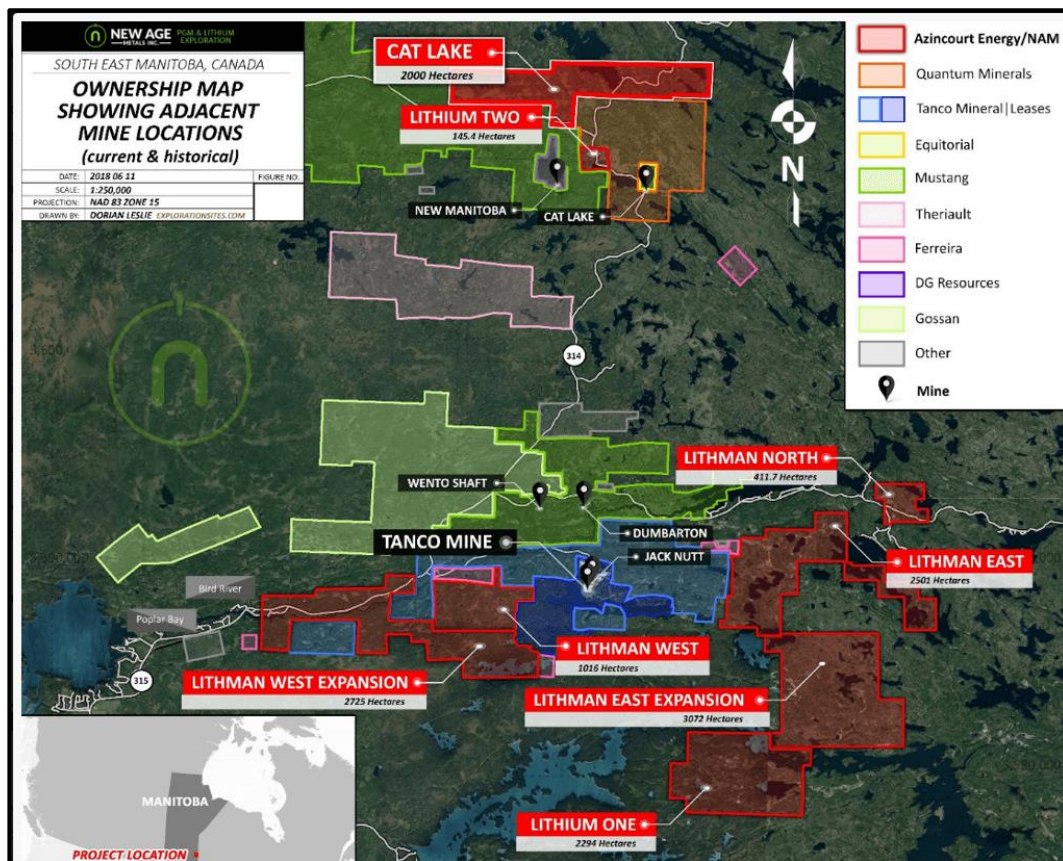 NEW AGE
METALS INC.
PGM & LITHIUM
EXPLORATION
SOUTH EAST MANITOBA, CANADA
OWNERSHIP MAP
SHOWING ADJACENT
MINE LOCATIONS
(current & historical)
DATE: 2018 06 11
FIGURE NO.
SCALE: 1:250,000
PROJECTION: NAD 83 ZONE 15
DRAWN BY: DORIAN LESLIE EXPLORATIONSITES.COM
CAT LAKE
2000 Hectares
LITHIUM TWO
145.4 Hectares
NEW MANITOBA
CAT LAKE
N
Azincourt Energy/NAM
Quantum Minerals
Tanco Mineral|Leases
Equitorial
Mustang
Theriault
Ferreira
DG Resources
Gossan
Other
Mine
314
LITHMAN NORTH
411.7 Hectares
WENTO SHAFT
DUMBARTON
TANCO MINE
JACK NUTT
LITHMAN EAST
2501 Hectares
Bird River
Poplar Bay
LITHMAN WEST
1016 Hectares
315
LITHMAN WEST EXPANSION
2725 Hectares
LITHMAN EAST EXPANSION
3072 Hectares
LITHIUM ONE
2294 Hectares
MANITOBA
PROJECT LOCATION